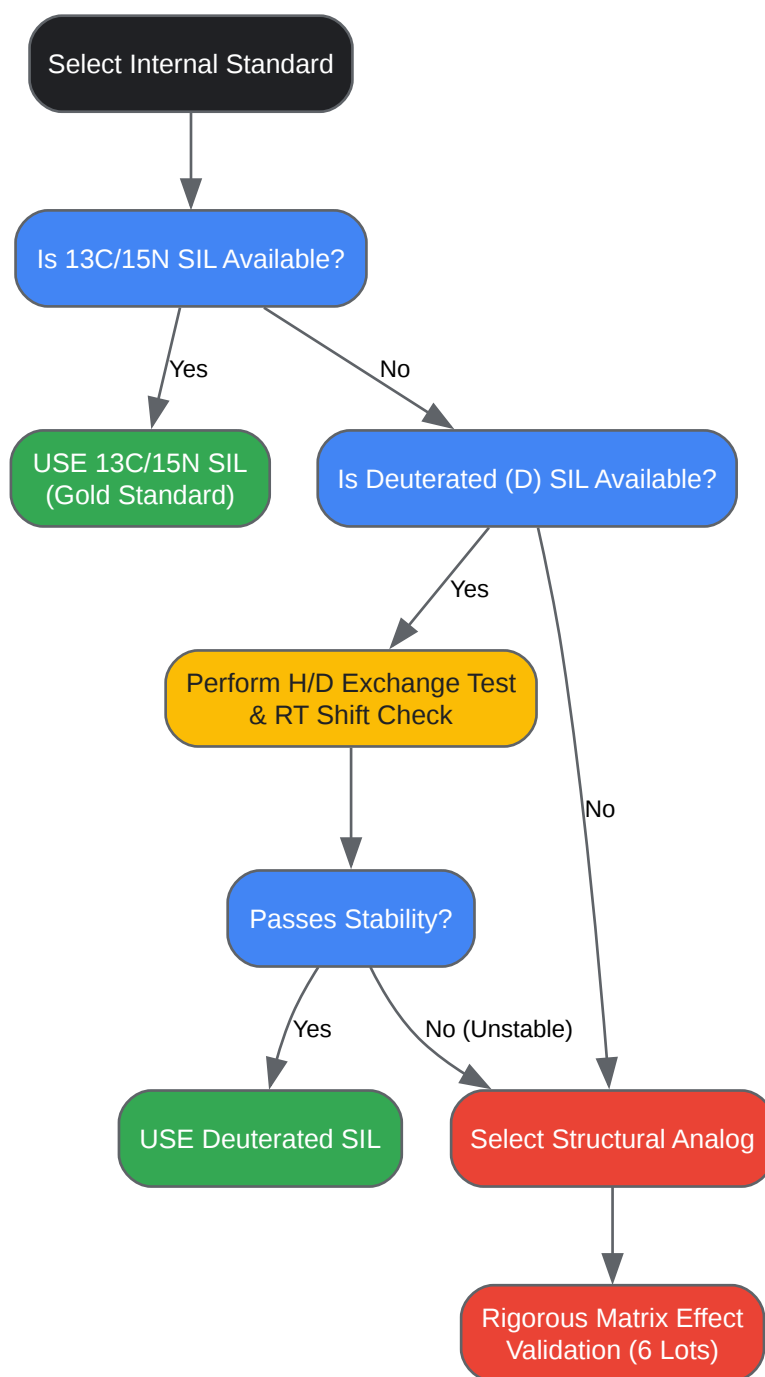 Select Internal Standard
Is 13C/15N SIL Available?
Yes
No
USE 13C/15N SIL
(Gold Standard)
Is Deuterated (D) SIL Available?
Yes
Perform H/D Exchange Test
& RT Shift Check
No
Passes Stability?
Yes
No (Unstable)
USE Deuterated SIL
Select Structural Analog
Rigorous Matrix Effect
Validation (6 Lots)